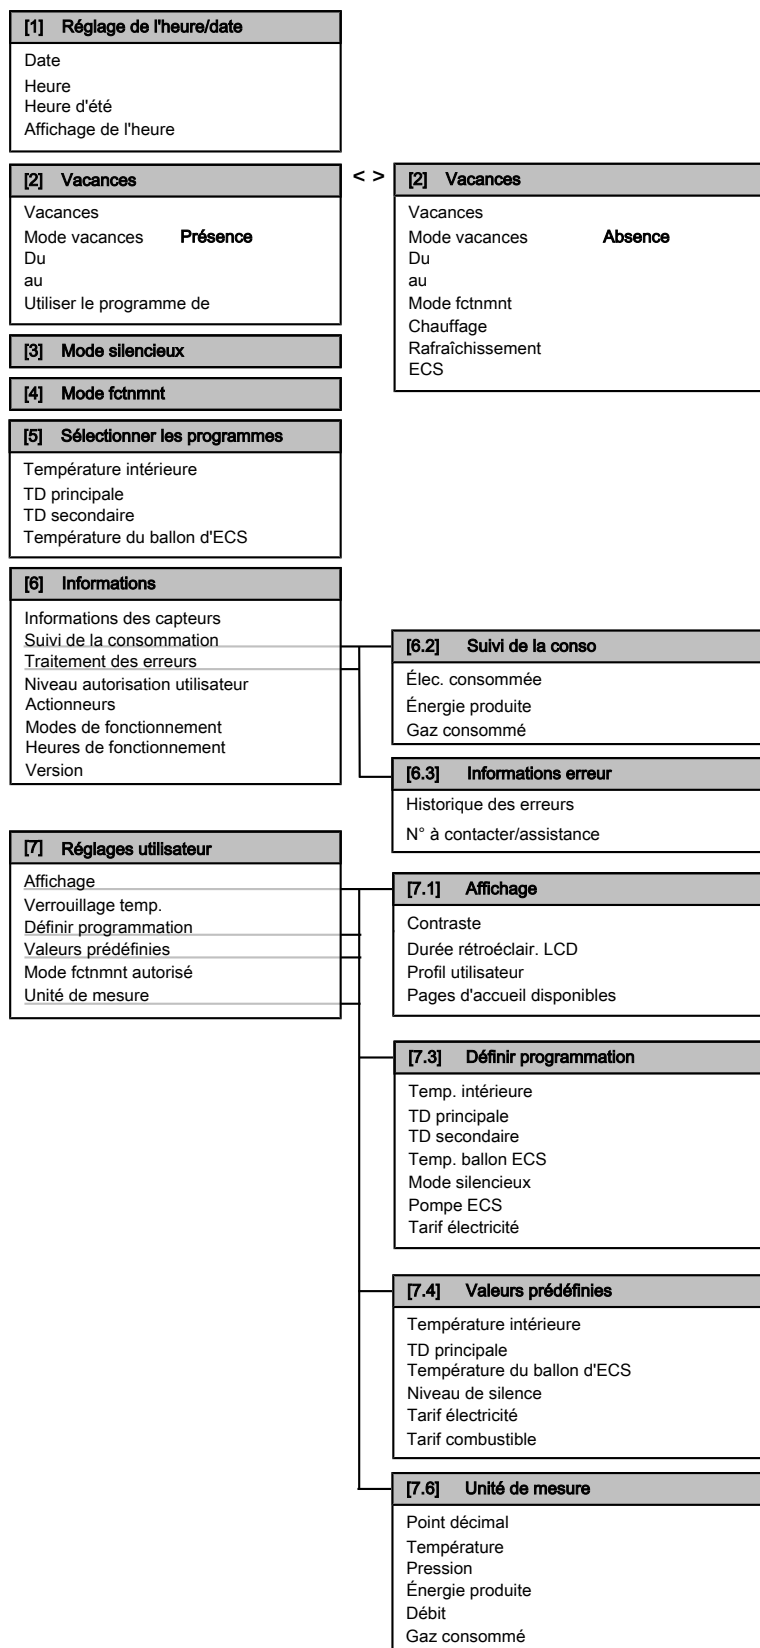 [1] Réglage de l'heure/date
Date
Heure
Heure d'été
Affichage de l'heure
[2] Vacances
Vacances
Mode vacances Présence
Du
au
Utiliser le programme de
< >
[2] Vacances
Vacances
Mode vacances Absence
Du
au
Mode fctnmnt
Chauffage
Rafraîchissement
ECS
[3] Mode silencieux
[4] Mode fctnmnt
[5] Sélectionner les programmes
Température intérieure
TD principale
TD secondaire
Température du ballon d'ECS
[6] Informations
Informations des capteurs
Suivi de la consommation
Traitement des erreurs
Niveau autorisation utilisateur
Actionneurs
Modes de fonctionnement
Heures de fonctionnement
Version
[6.2] Suivi de la conso
Élec. consommée
Énergie produite
Gaz consommé
[6.3] Informations erreur
Historique des erreurs
N° à contacter/assistance
[7] Réglages utilisateur
Affichage
Verrouillage temp.
Définir programmation
Valeurs prédéfinies
Mode fctnmnt autorisé
Unité de mesure
[7.1] Affichage
Contraste
Durée rétroéclair. LCD
Profil utilisateur
Pages d'accueil disponibles
[7.3] Définir programmation
Temp. intérieure
TD principale
TD secondaire
Temp. ballon ECS
Mode silencieux
Pompe ECS
Tarif électricité
[7.4] Valeurs prédéfinies
Température intérieure
TD principale
Température du ballon d'ECS
Niveau de silence
Tarif électricité
Tarif combustible
[7.6] Unité de mesure
Point décimal
Température
Pression
Énergie produite
Débit
Gaz consommé